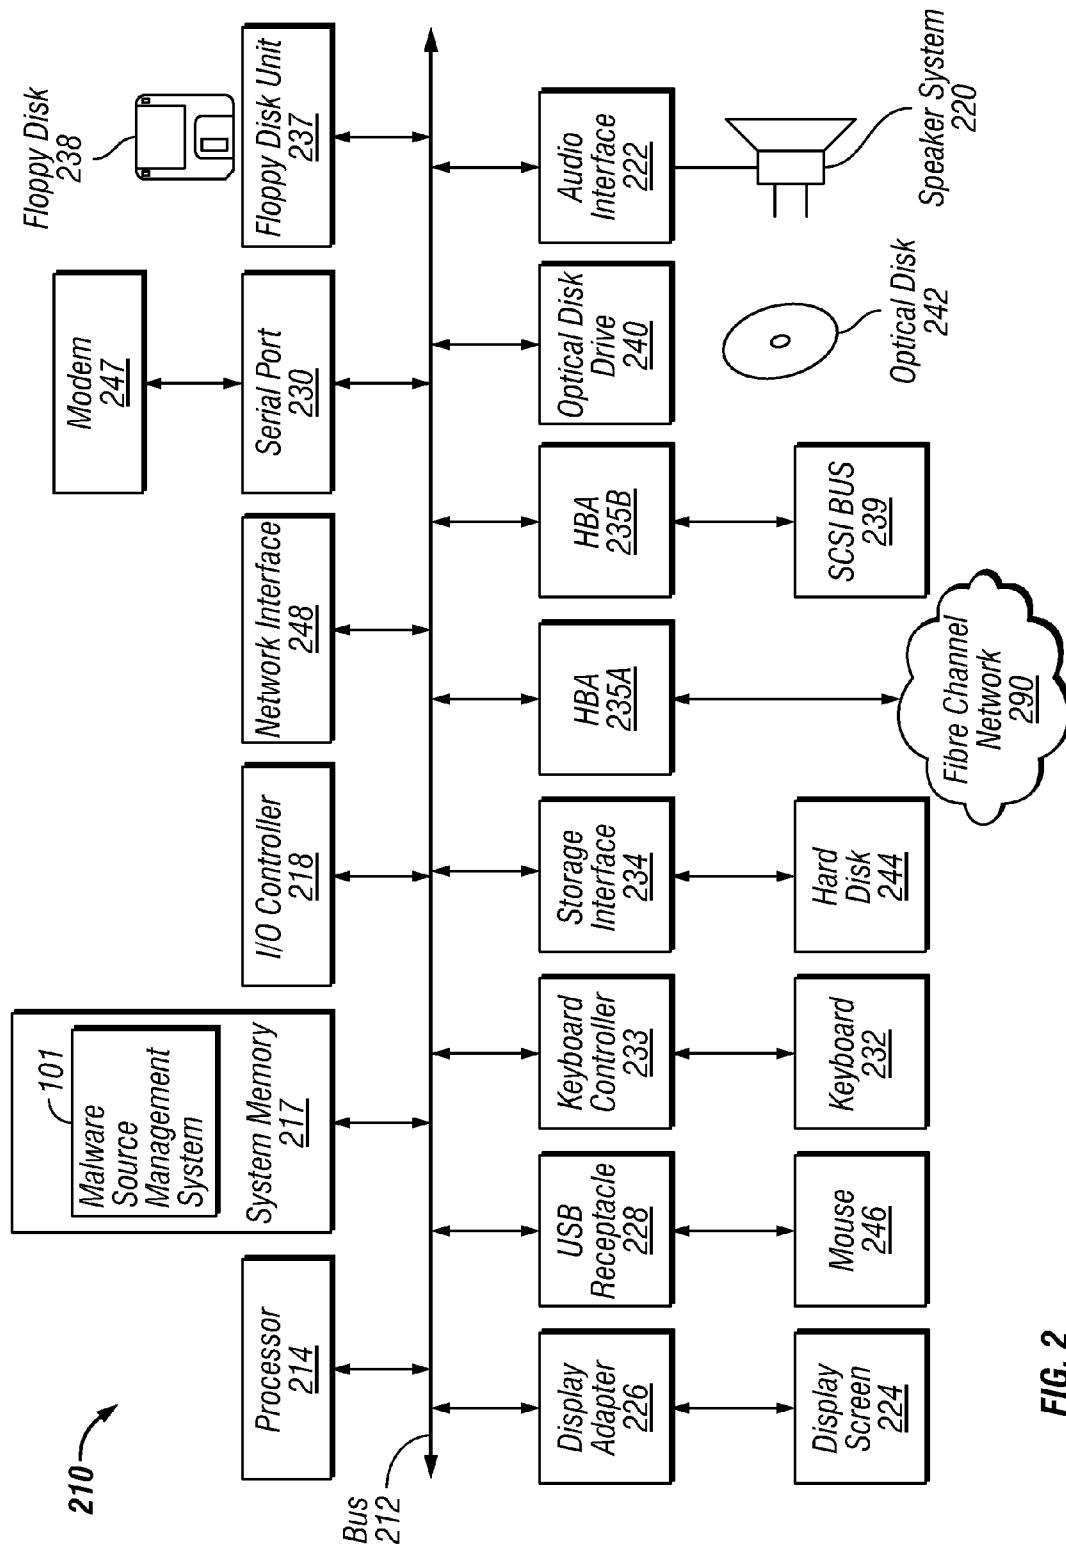 210
Processor
214
Malware
Source
Management
System
101
System Memory
217
I/O Controller
218
Network Interface
248
Modem
247
Serial Port
230
Floppy Disk
238
Floppy Disk Unit
237
Bus
212
Display
Adapter
226
USB
Receptacle
228
Keyboard
Controller
233
Storage
Interface
234
HBA
235A
HBA
235B
Optical Disk
Drive
240
Audio
Interface
222
Display
Screen
224
Mouse
246
Keyboard
232
Hard
Disk
244
Fibre Channel
Network
290
SCSI BUS
239
Optical Disk
242
Speaker System
220
FIG. 2